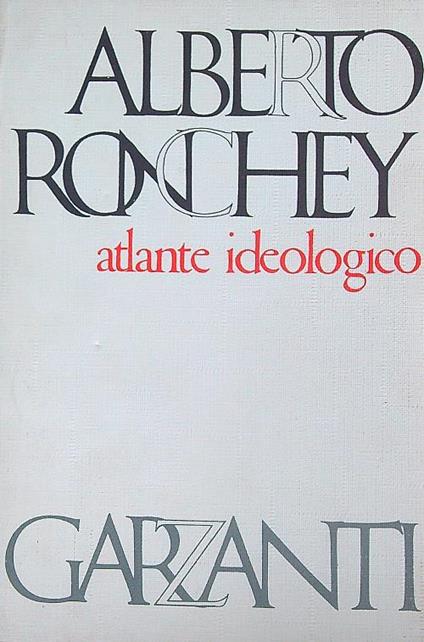 ALBERTO
RONCHEY
atlante ideologico
GARZANTI